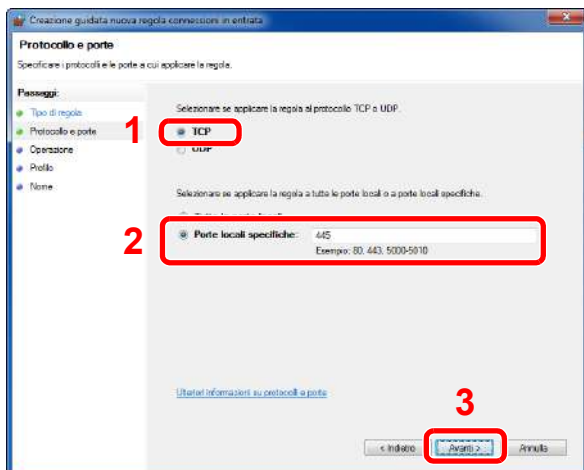 Creazione guidata nuova regola connessioni in entrata
Protocollo e porte
Specificare i protocolli e le porte a cui applicare la regola.
Passaggi:
Tipo di regola
Protocollo e porte
Operazione
Profilo
Nome
Selezionare se applicare la regola al protocollo TCP o UDP.
1
TCP
UDP
Selezionare se applicare la regola a tutte le porte locali o a porte locali specifiche.
2
Porte locali specifiche:
445
Esempio: 80, 443, 5000-5010
Ulteriori informazioni su protocolli e porte
3
< Indietro
Avanti >
Annulla